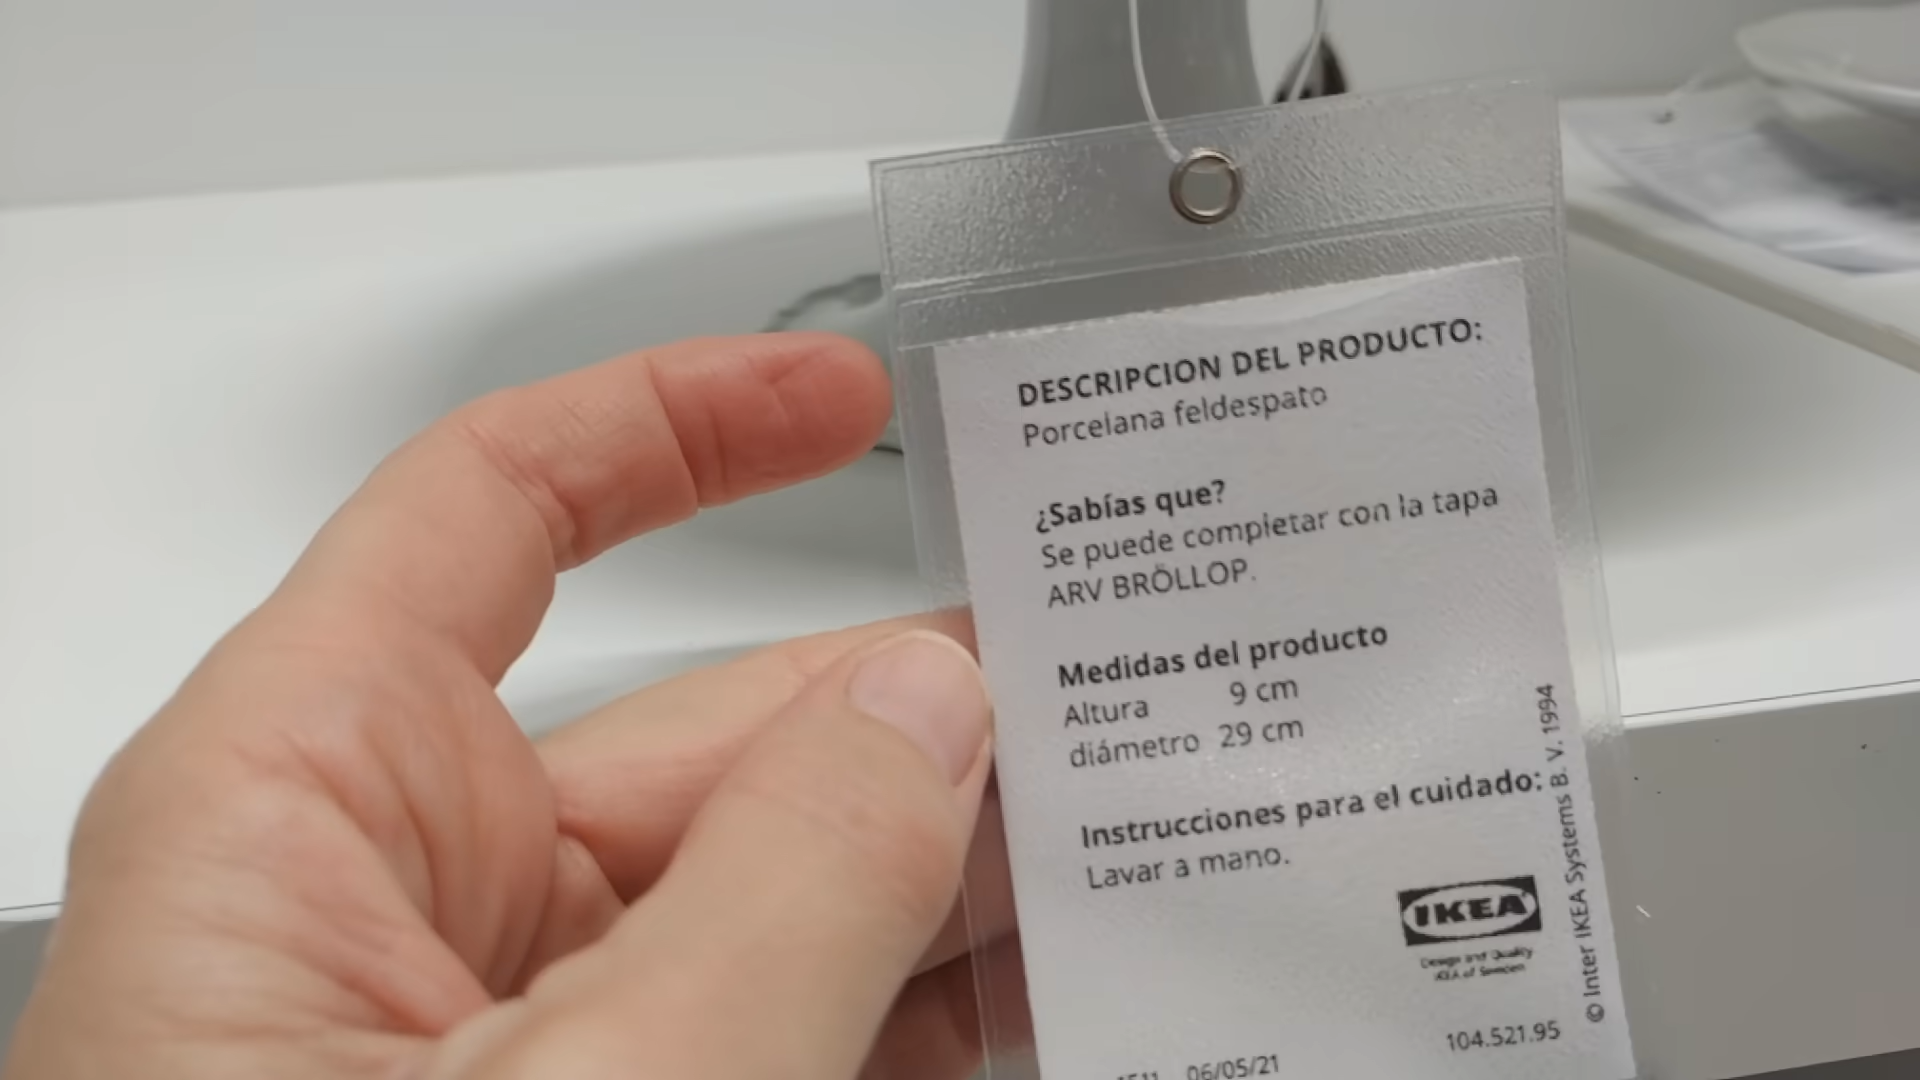 DESCRIPCION DEL PRODUCTO:
Porcelana feldespato
¿Sabías que?
Se puede completar con la tapa
ARV BRÖLLOP.
Medidas del producto
Altura 9 cm
diámetro 29 cm
Instrucciones para el cuidado:
Lavar a mano.
IKEA
Design and Quality
IKEA of Sweden
104.521.95
06/05/21
© Inter IKEA Systems B. V. 1994